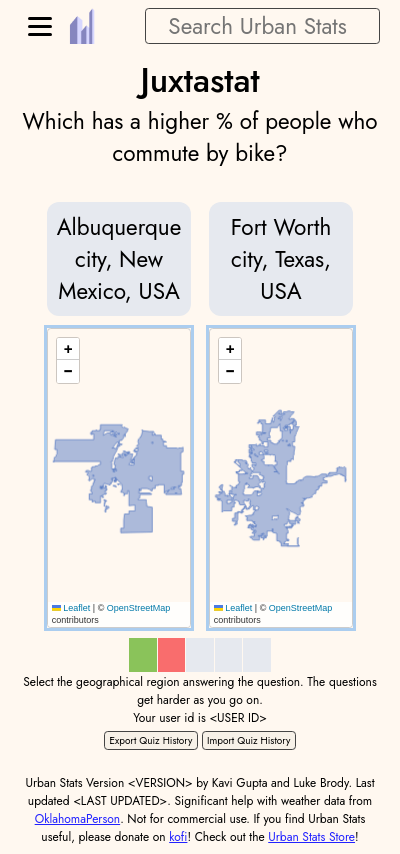 Search Urban Stats
Juxtastat
Which has a higher % of people who
commute by bike?
Albuquerque
city, New
Mexico, USA
Fort Worth
city, Texas,
USA
+
−
+
−
Leaflet | © OpenStreetMap
contributors
Leaflet | © OpenStreetMap
contributors
Select the geographical region answering the question. The questions
get harder as you go on.
Your user id is <USER ID>
Export Quiz History Import Quiz History
Urban Stats Version <VERSION> by Kavi Gupta and Luke Brody. Last
updated <LAST UPDATED>. Significant help with weather data from
OklahomaPerson. Not for commercial use. If you find Urban Stats
useful, please donate on kofi! Check out the Urban Stats Store!